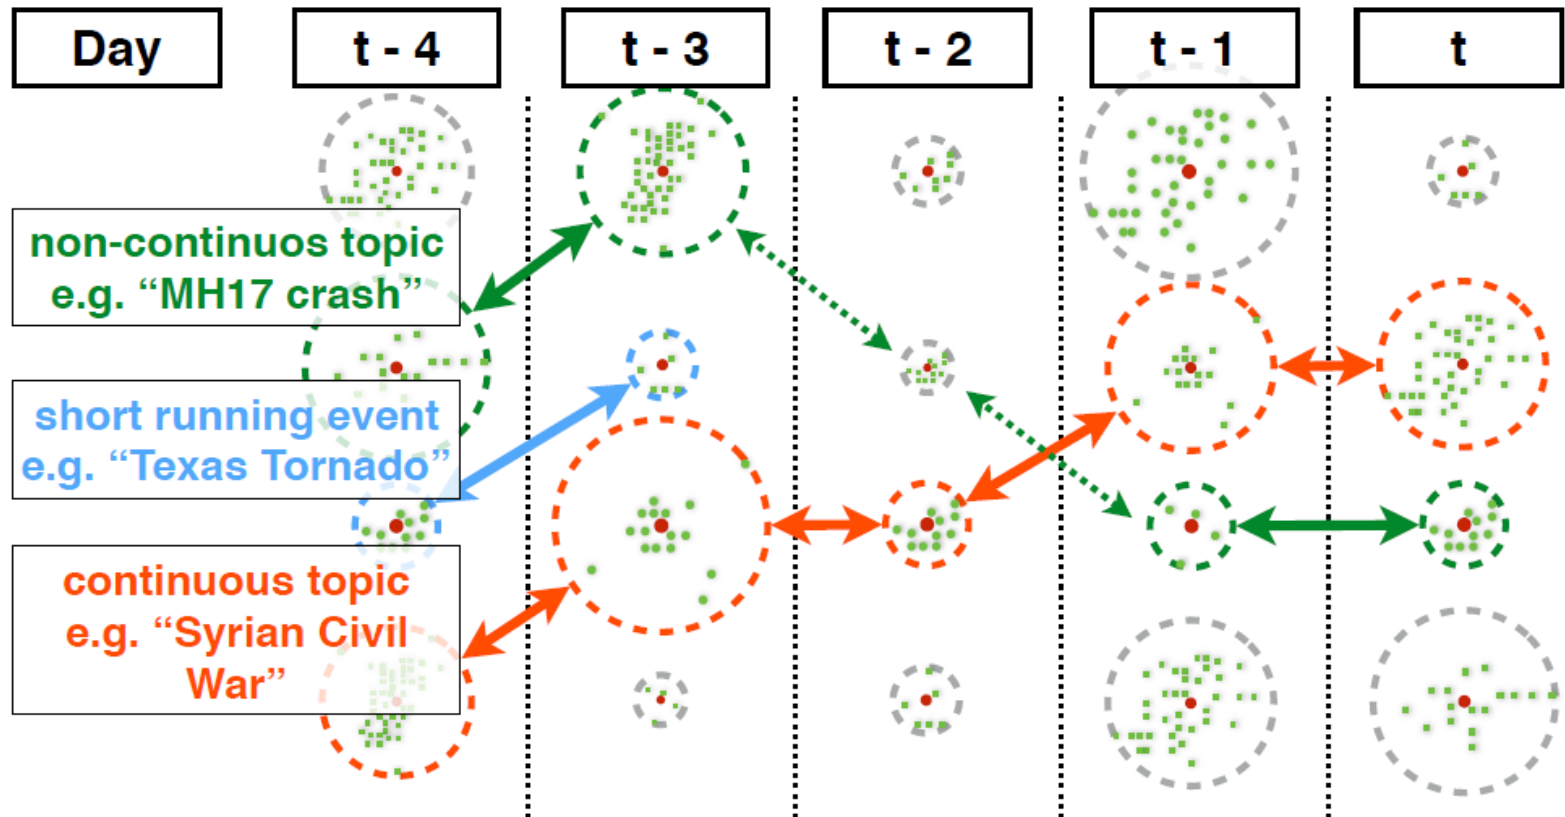 Day
t - 4
t - 3
t - 2
t - 1
t
non-continuos topic
e.g. “MH17 crash”
short running event
e.g. “Texas Tornado”
continuous topic
e.g. “Syrian Civil
War”